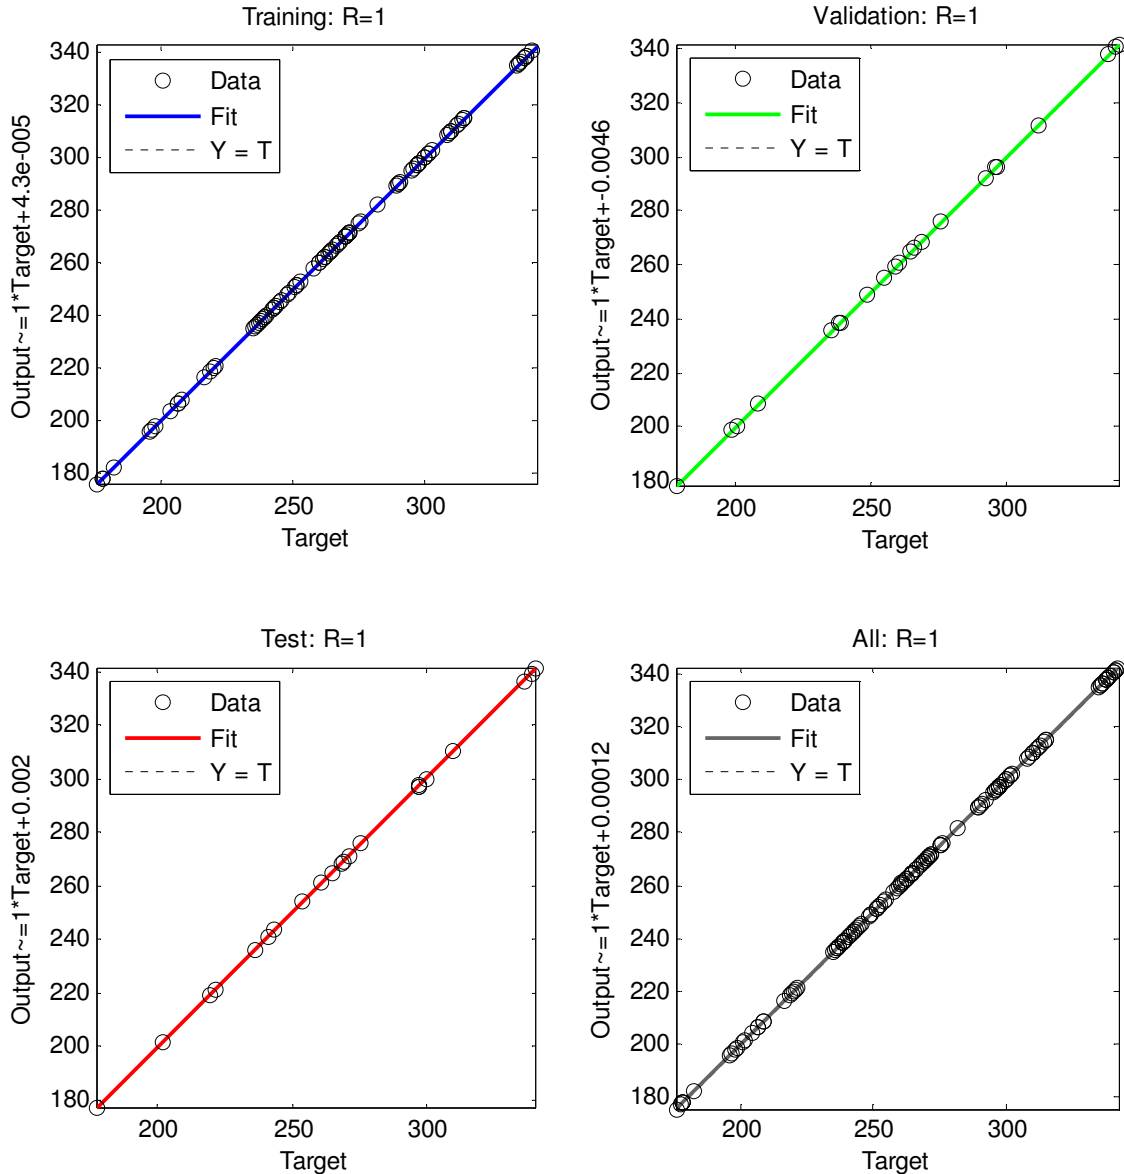 Training: R=1
Output~=1*Target+4.3e-005
340
320
300
280
260
240
220
200
180
Data
Fit
Y = T
200
250
300
Target
Validation: R=1
Output~=1*Target+-0.0046
340
320
300
280
260
240
220
200
180
Data
Fit
Y = T
200
250
300
Target
Test: R=1
Output~=1*Target+0.002
340
320
300
280
260
240
220
200
180
Data
Fit
Y = T
200
250
300
Target
All: R=1
Output~=1*Target+0.00012
340
320
300
280
260
240
220
200
180
Data
Fit
Y = T
200
250
300
Target